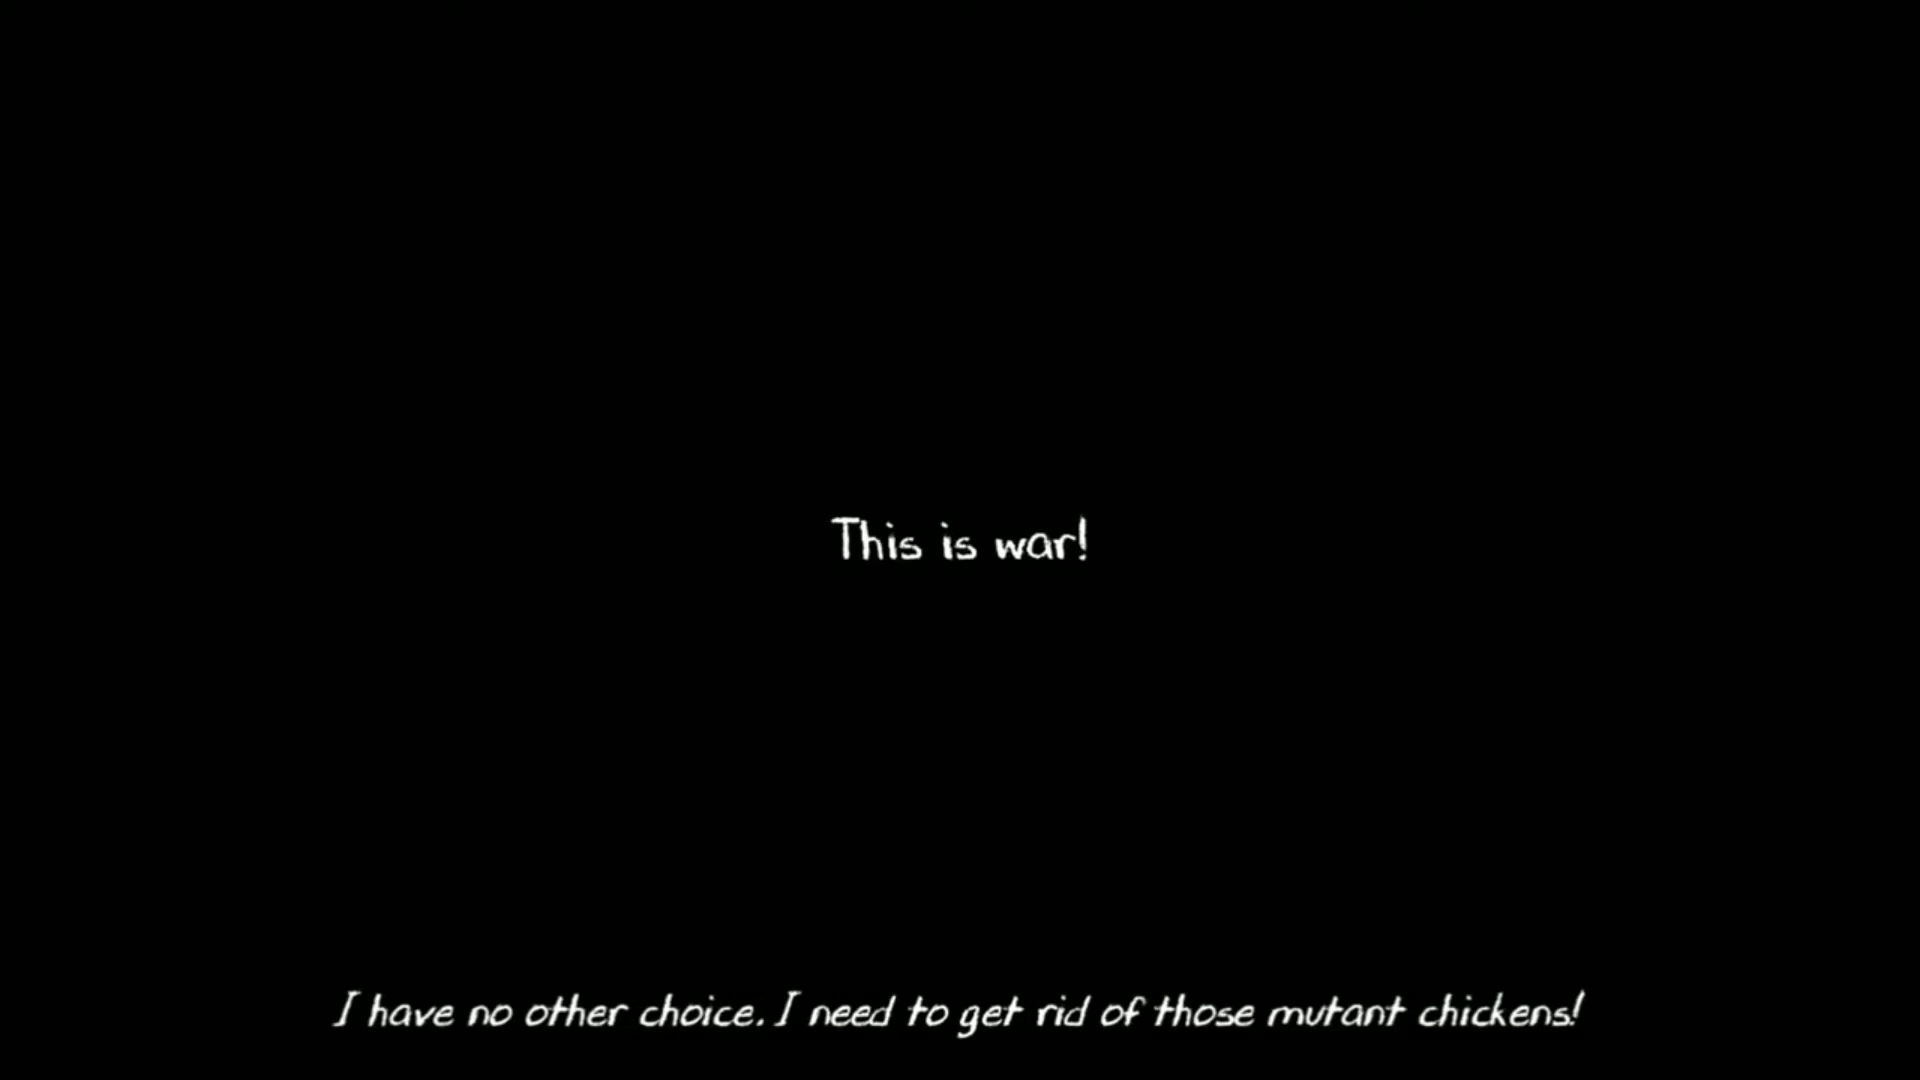 This is war!
I have no other choice. I need to get rid of those mutant chickens!